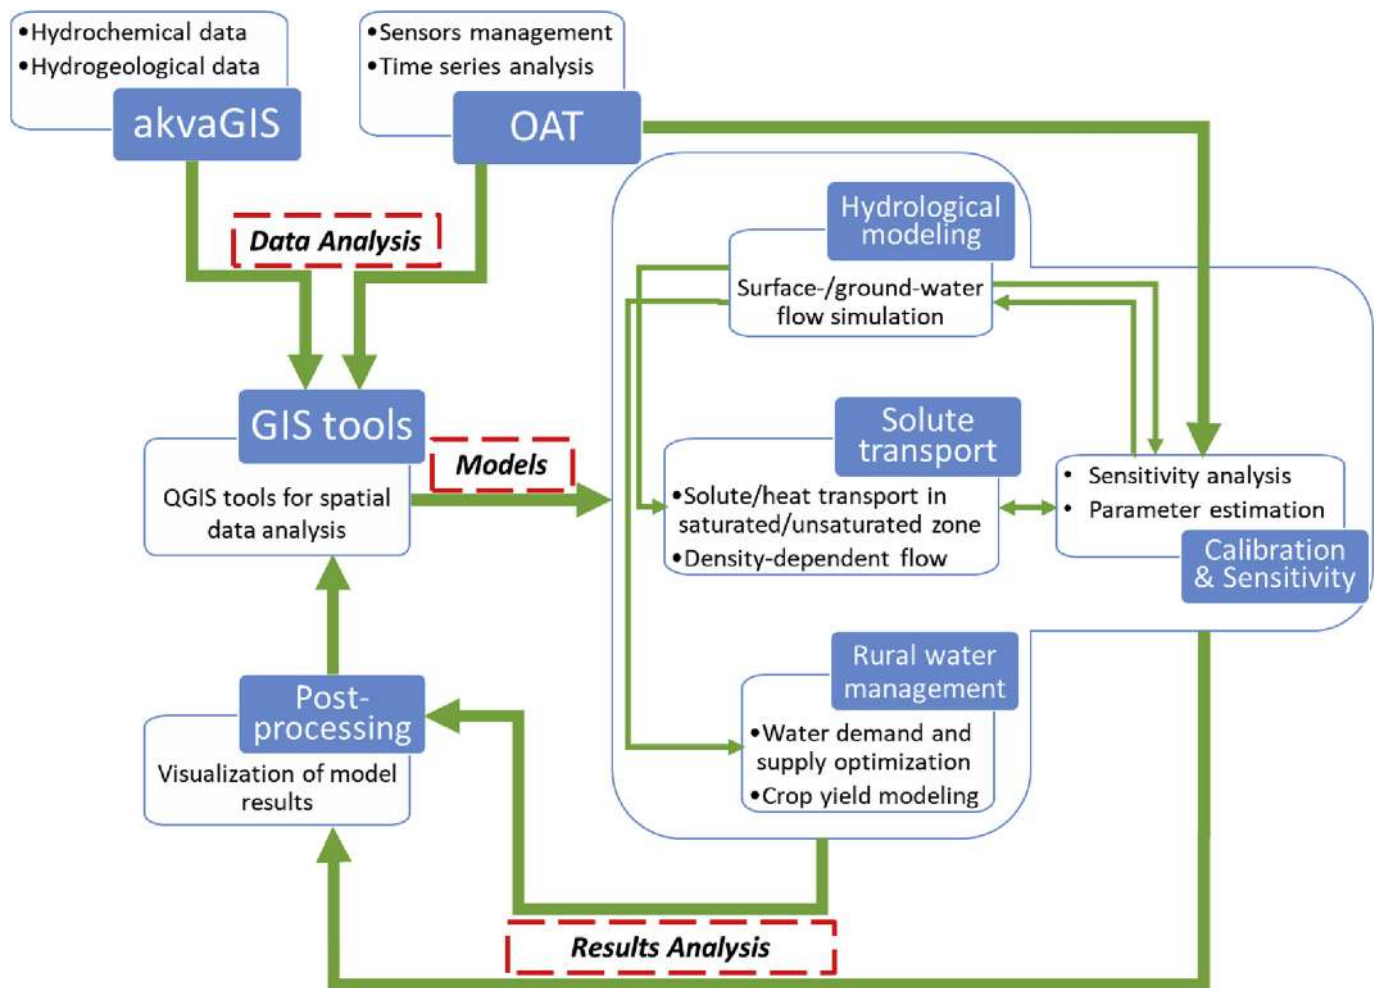 •Hydrochemical data
•Hydrogeological data
akvaGIS
•Sensors management
•Time series analysis
OAT
Data Analysis
Hydrological
modeling
Surface-/ground-water
flow simulation
GIS tools
QGIS tools for spatial
data analysis
Models
Solute
transport
•Solute/heat transport in
saturated/unsaturated zone
•Density-dependent flow
• Sensitivity analysis
• Parameter estimation
Calibration
& Sensitivity
Post-
processing
Visualization of model
results
Rural water
management
•Water demand and
supply optimization
•Crop yield modeling
Results Analysis